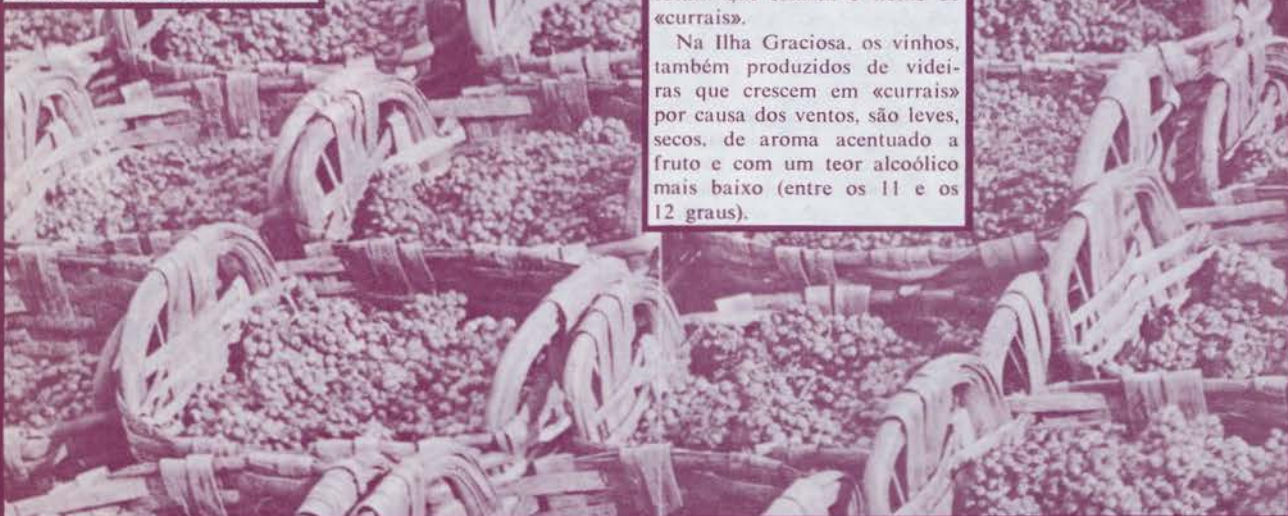 «currais».
Na Ilha Graciosa, os vinhos,
também produzidos de videi-
ras que crescem em «currais»
por causa dos ventos, são leves,
secos, de aroma acentuado a
fruto e com um teor alcoólico
mais baixo (entre os 11 e os
12 graus).